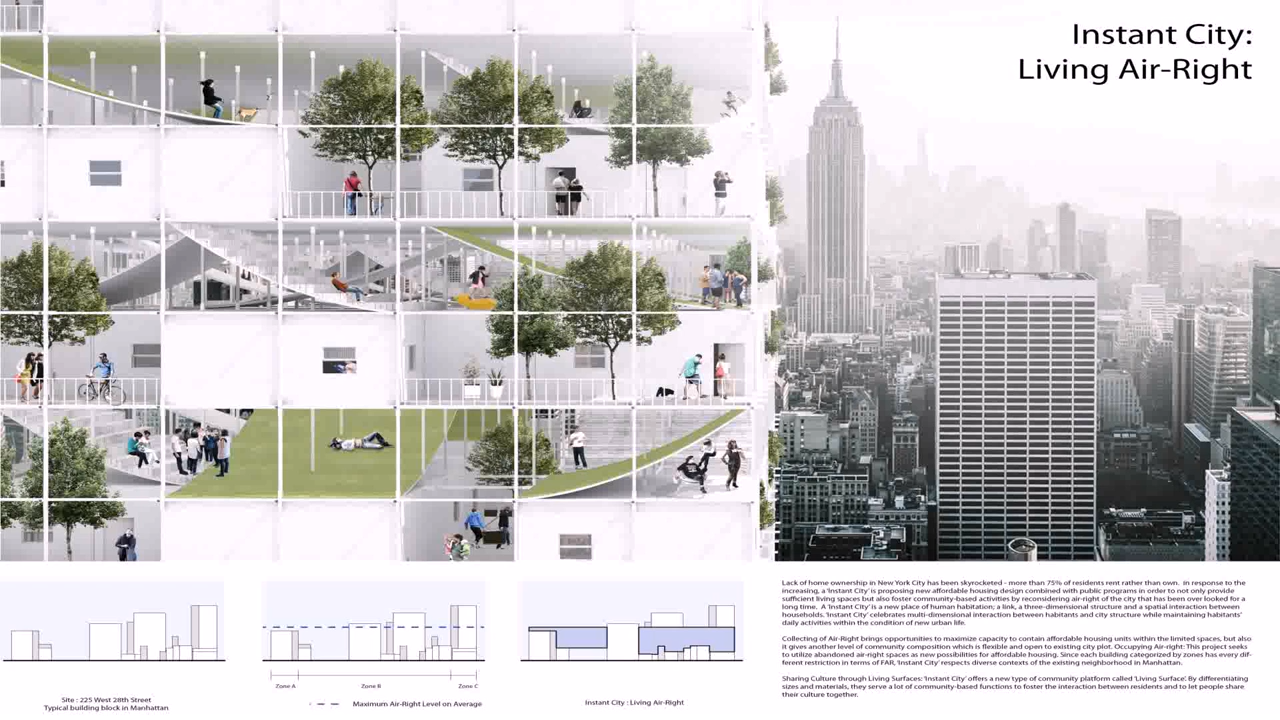 Instant City:
Living Air-Right
Lack of home ownership in New York City has been skyrocketed - more than 75% of residents rent rather than own. in response to the
increasing, a 'Instant City' is proposing new affordable housing design combined with public programs in order to not only provide
sufficient living spaces but also foster community-based activities by reconsidering air-right of the city that has been over looked for a
long time. A 'Instant City' is a new place of human habitation; a link, a three-dimensional structure and a spatial interaction between
households. 'Instant City' celebrates multi-dimensional interaction between habitants and city structure while maintaining habitants'
daily activities within the condition of new urban life.
Collecting of Air-Right brings opportunities to maximize capacity to contain affordable housing units within the limited spaces, but also
it gives another level of community composition which is flexible and open to existing city plot. Occupying Air-right: This project seeks
to utilize abandoned air-right spaces as new possibilities for affordable housing. Since each building categorized by zones has every dif-
ferent restriction in terms of FAR, 'Instant City' respects diverse contexts of the existing neighborhood in Manhattan.
Sharing Culture through Living Surfaces: 'Instant City' offers a new type of community platform called 'Living Surface'. By differentiating
sizes and materials, they serve a lot of community-based functions to foster the interaction between residents and to let people share
their culture together.
Site : 225 West 28th Street
Typical building block in Manhattan
Zone A
Zone B
Zone C
Maximum Air-Right Level on Average
Instant City : Living Air-Right